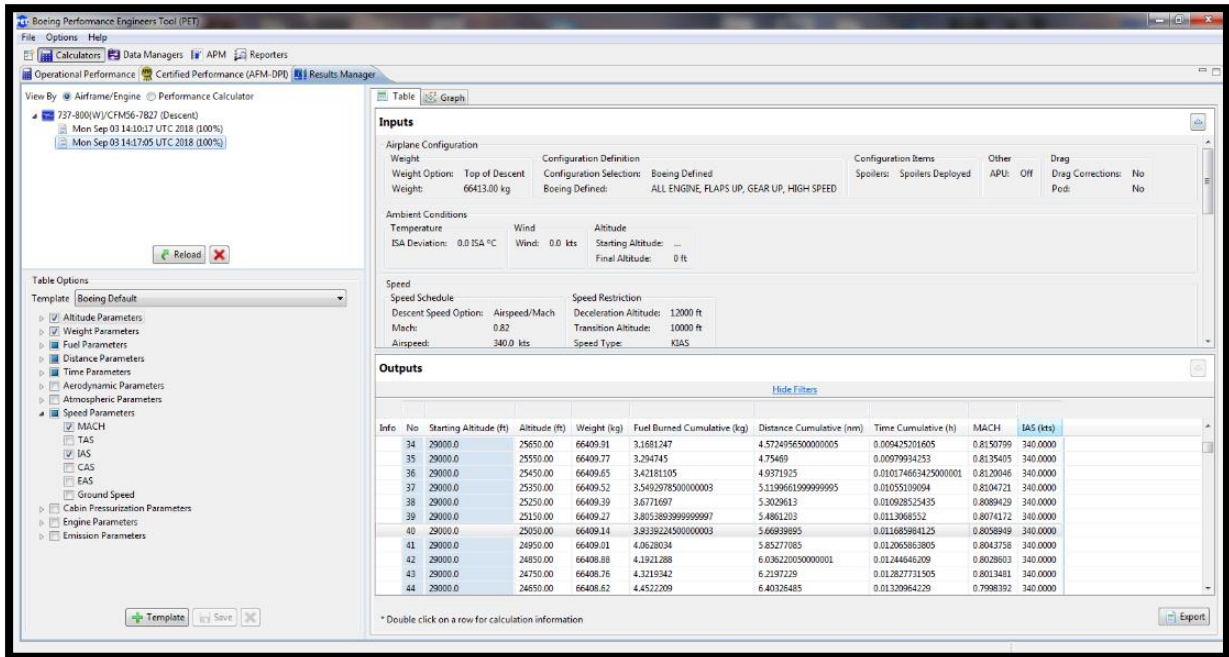 Boeing Performance Engineers Tool (PET)
File Options Help
Calculators Data Managers APM Reporters
Operational Performance Certified Performance (AFM-DPI) Results Manager
View By Airframe/Engine Performance Calculator
737-800(W)/CFM56-7B27 (Descent)
Mon Sep 03 14:10:17 UTC 2018 (100%)
Mon Sep 03 14:17:05 UTC 2018 (100%)
Reload
Table Options
Template Boeing Default
Altitude Parameters
Weight Parameters
Fuel Parameters
Distance Parameters
Time Parameters
Aerodynamic Parameters
Atmospheric Parameters
Speed Parameters
MACH
TAS
IAS
CAS
EAS
Ground Speed
Cabin Pressurization Parameters
Engine Parameters
Emission Parameters
Template Save
Table Graph
Inputs
Airplane Configuration
Weight Configuration Definition Configuration Items Other Drag
Weight Option: Top of Descent Configuration Selection: Boeing Defined Spoilers: Spoilers Deployed APU: Off Drag Corrections: No
Weight: 66413.00 kg Boeing Defined: ALL ENGINE, FLAPS UP, GEAR UP, HIGH SPEED Pod: No
Ambient Conditions
Temperature Wind Altitude
ISA Deviation: 0.0 ISA ºC Wind: 0.0 kts Starting Altitude: ...
Final Altitude: 0 ft
Speed
Speed Schedule Speed Restriction
Descent Speed Option: Airspeed/Mach Deceleration Altitude: 12000 ft
Mach: 0.82 Transition Altitude: 10000 ft
Airspeed: 340.0 kts Speed Type: KIAS
Outputs
Hide Filters
Info No Starting Altitude (ft) Altitude (ft) Weight (kg) Fuel Burned Cumulative (kg) Distance Cumulative (nm) Time Cumulative (h) MACH IAS (kts)
34 29000.0 25650.00 66409.91 3.1681247 4.5724956500000005 0.009425201605 0.8150799 340.0000
35 29000.0 25550.00 66409.77 3.294745 4.75469 0.00979934253 0.8135405 340.0000
36 29000.0 25450.00 66409.65 3.42181105 4.9371925 0.010174663425000001 0.8120046 340.0000
37 29000.0 25350.00 66409.52 3.5492978500000003 5.1199661999999995 0.01055109094 0.8104721 340.0000
38 29000.0 25250.00 66409.39 3.6771697 5.3029613 0.010928525435 0.8089429 340.0000
39 29000.0 25150.00 66409.27 3.8053893999999997 5.4861203 0.0113068552 0.8074172 340.0000
40 29000.0 25050.00 66409.14 3.9339224500000003 5.66939895 0.011685984125 0.8058949 340.0000
41 29000.0 24950.00 66409.01 4.0628034 5.85277085 0.012065863805 0.8043758 340.0000
42 29000.0 24850.00 66408.88 4.1921288 6.036220050000001 0.01244646209 0.8028603 340.0000
43 29000.0 24750.00 66408.76 4.3219342 6.2197229 0.012827731505 0.8013481 340.0000
44 29000.0 24650.00 66408.62 4.4522209 6.40326485 0.01320964229 0.7998392 340.0000
* Double click on a row for calculation information
Export